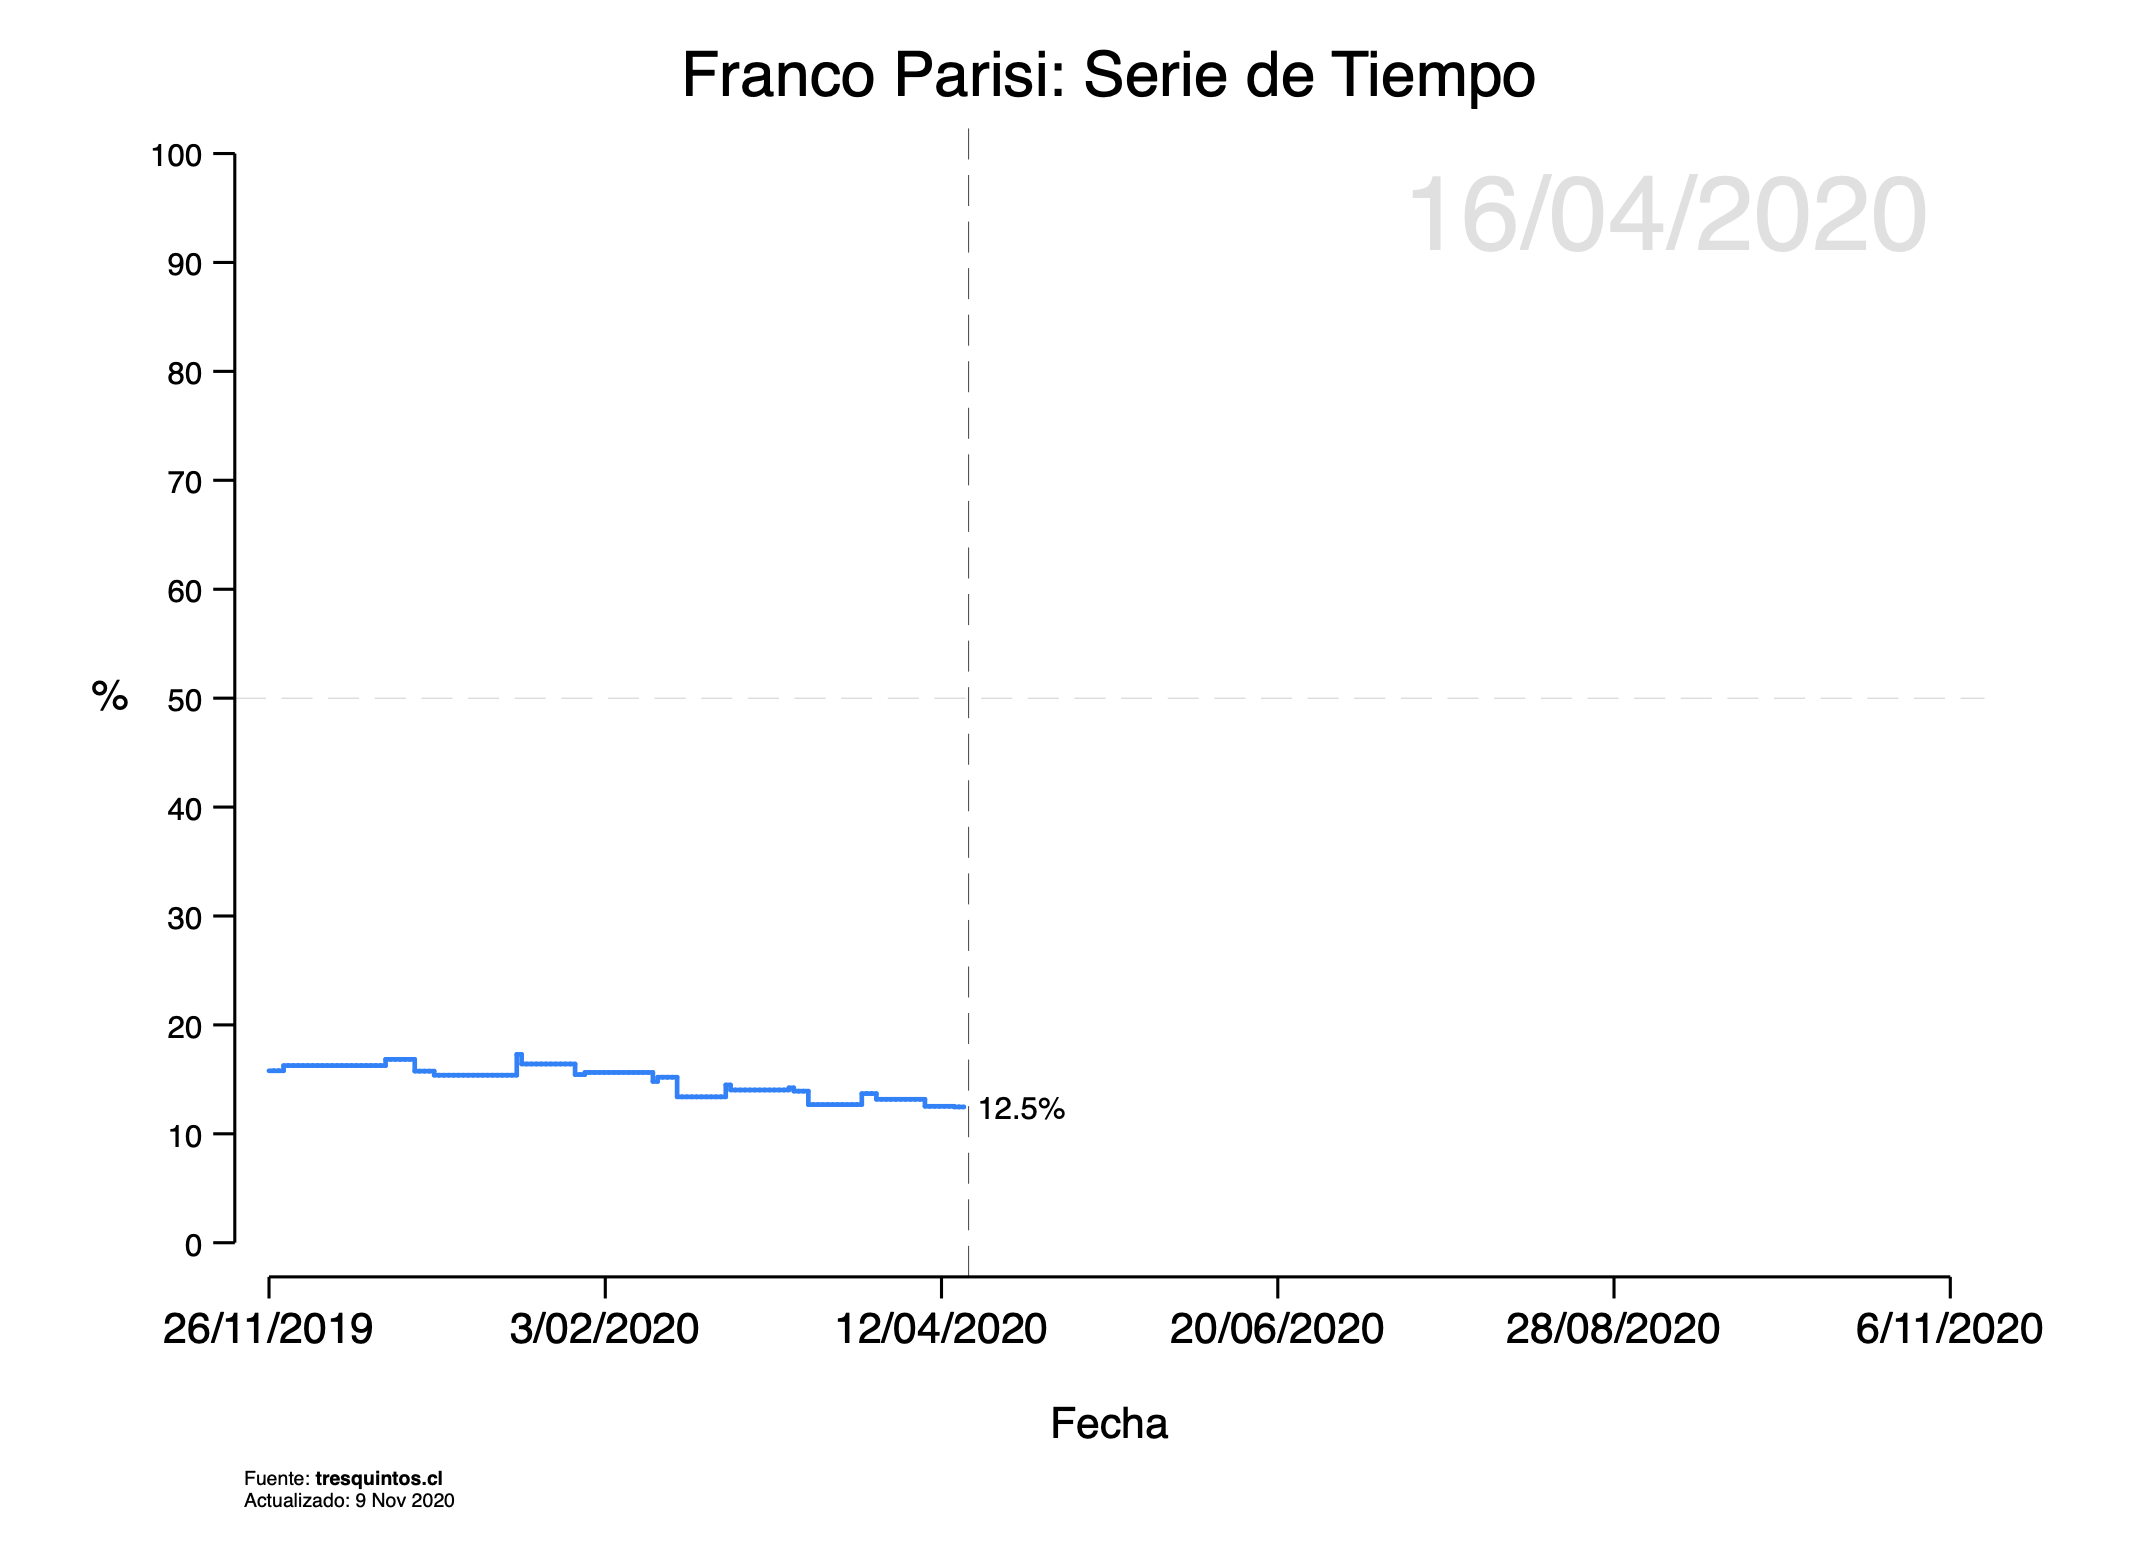 Franco Parisi: Serie de Tiempo
16/04/2020
100
90
80
70
60
%
50
40
30
20
10
0
12.5%
26/11/2019 3/02/2020 12/04/2020 20/06/2020 28/08/2020 6/11/2020
Fecha
Fuente: tresquintos.cl
Actualizado: 9 Nov 2020